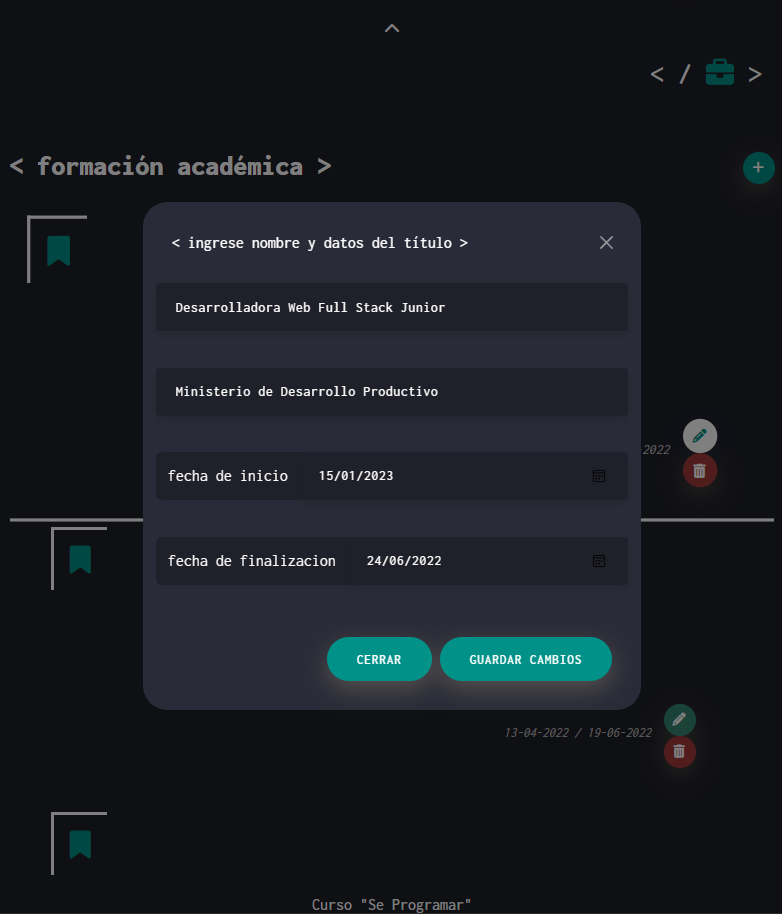 < / >
< formación académica >
+
< ingrese nombre y datos del título >
Desarrolladora Web Full Stack Junior
Ministerio de Desarrollo Productivo
2022
fecha de inicio 15/01/2023
fecha de finalizacion 24/06/2022
CERRAR GUARDAR CAMBIOS
13-04-2022 / 19-06-2022
Curso "Se Programar"